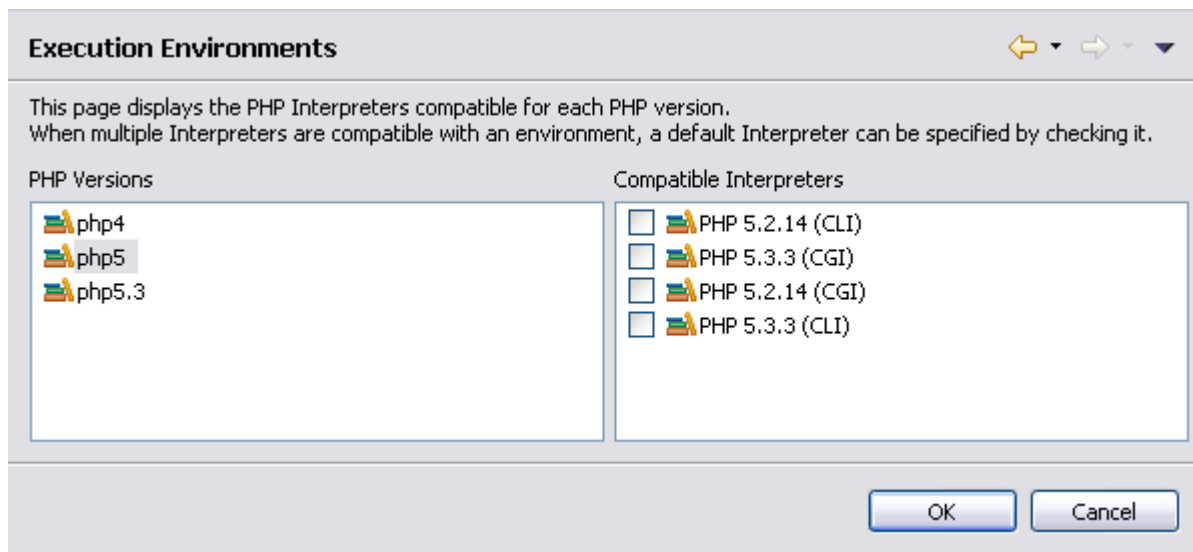 Execution Environments
This page displays the PHP Interpreters compatible for each PHP version.
When multiple Interpreters are compatible with an environment, a default Interpreter can be specified by checking it.
PHP Versions
php4
php5
php5.3
Compatible Interpreters
PHP 5.2.14 (CLI)
PHP 5.3.3 (CGI)
PHP 5.2.14 (CGI)
PHP 5.3.3 (CLI)
OK
Cancel